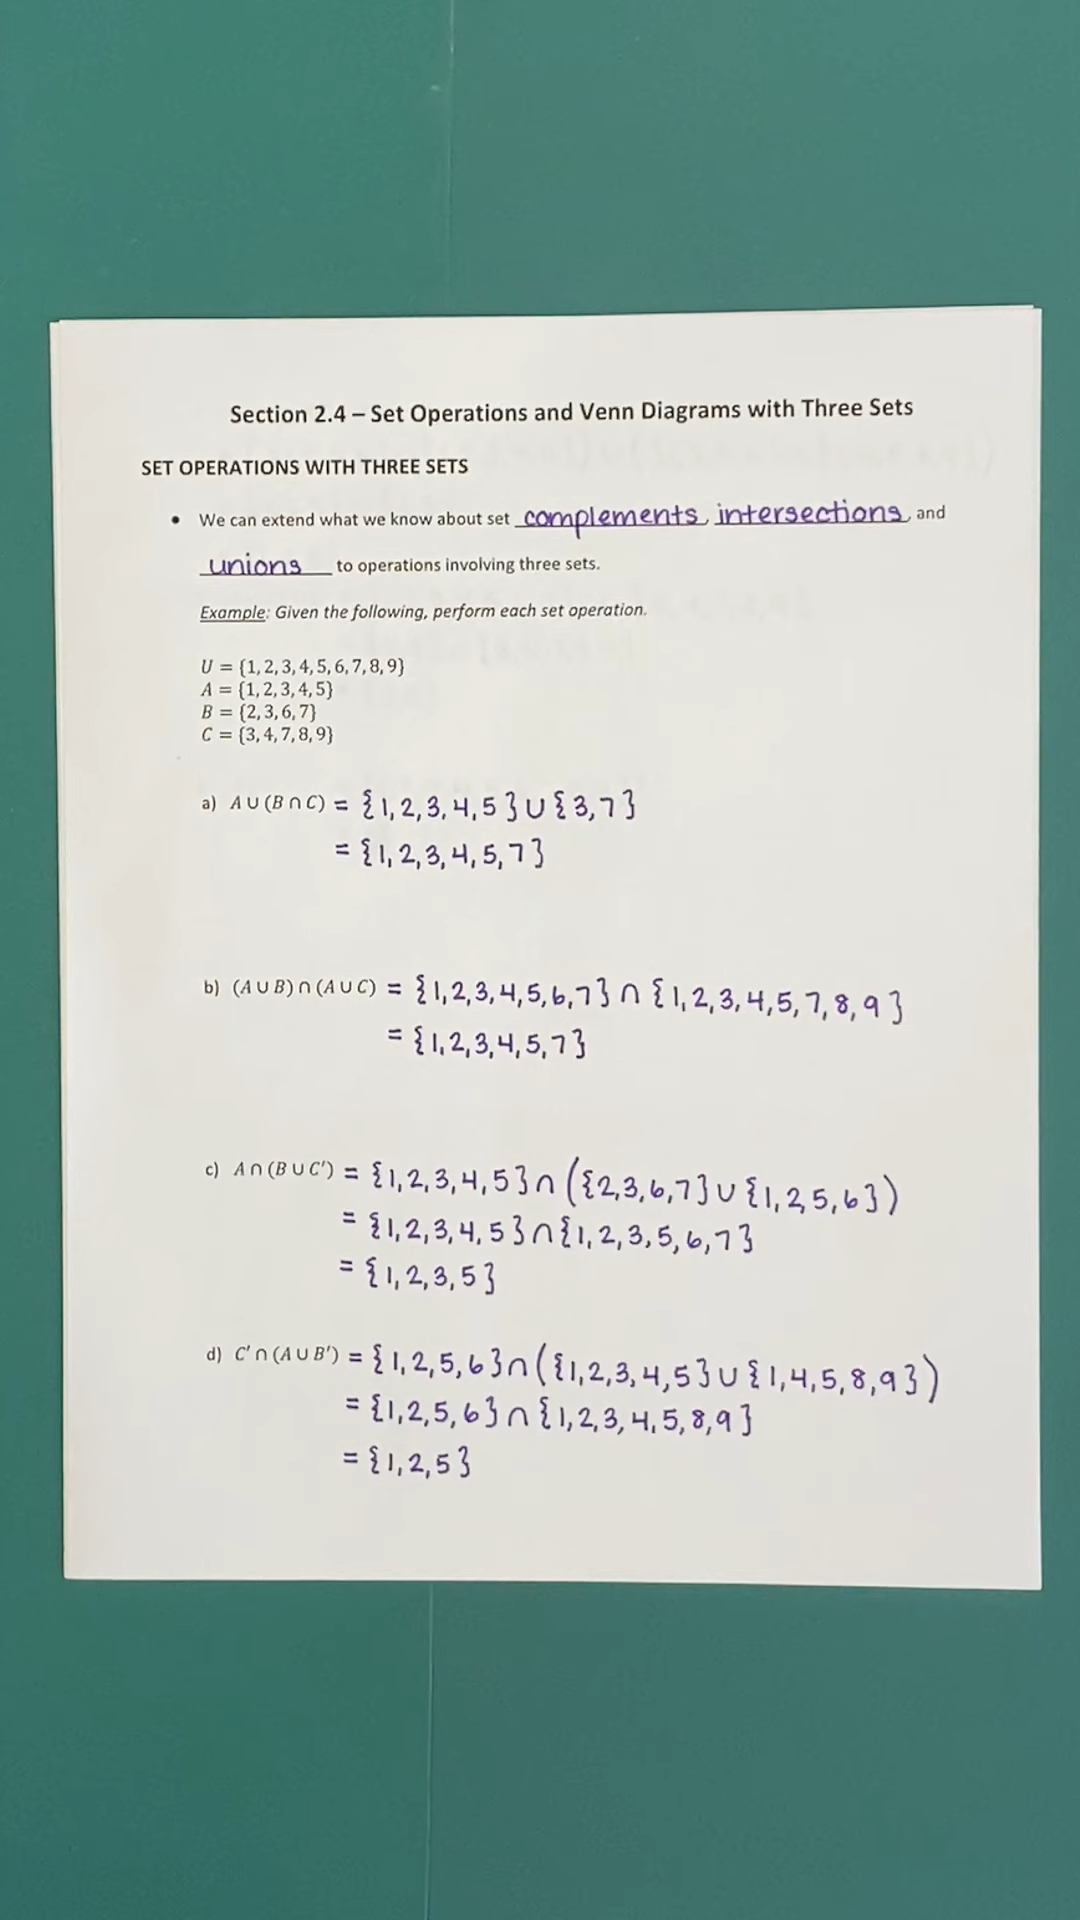 Section 2.4 – Set Operations and Venn Diagrams with Three Sets
SET OPERATIONS WITH THREE SETS
• We can extend what we know about set complements, intersections, and
unions to operations involving three sets.
Example: Given the following, perform each set operation.
U = {1, 2, 3, 4, 5, 6, 7, 8, 9}
A = {1, 2, 3, 4, 5}
B = {2, 3, 6, 7}
C = {3, 4, 7, 8, 9}
a) A ∪ (B ∩ C) = {1, 2, 3, 4, 5} ∪ {3, 7}
= {1, 2, 3, 4, 5, 7}
b) (A ∪ B) ∩ (A ∪ C) = {1, 2, 3, 4, 5, 6, 7} ∩ {1, 2, 3, 4, 5, 7, 8, 9}
= {1, 2, 3, 4, 5, 7}
c) A ∩ (B ∪ C′) = {1, 2, 3, 4, 5} ∩ ({2, 3, 6, 7} ∪ {1, 2, 5, 6})
= {1, 2, 3, 4, 5} ∩ {1, 2, 3, 5, 6, 7}
= {1, 2, 3, 5}
d) C′ ∩ (A ∪ B′) = {1, 2, 5, 6} ∩ ({1, 2, 3, 4, 5} ∪ {1, 4, 5, 8, 9})
= {1, 2, 5, 6} ∩ {1, 2, 3, 4, 5, 8, 9}
= {1, 2, 5}